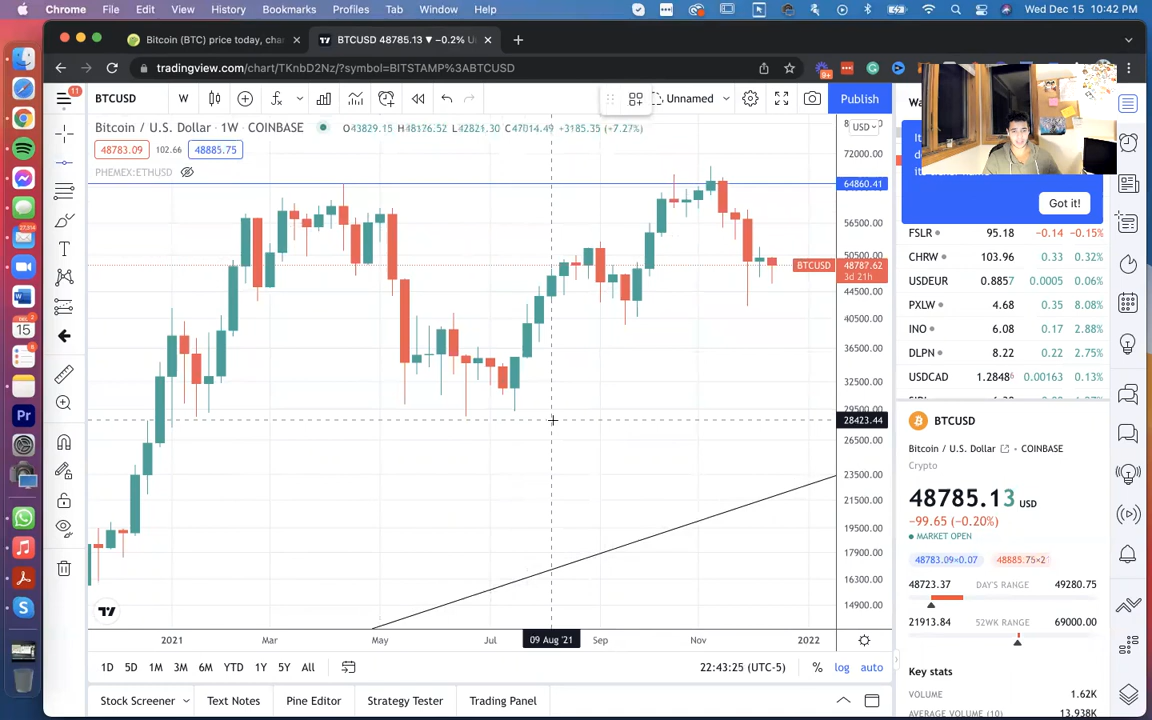 Chrome File Edit View History Bookmarks Profiles Tab Window Help Wed Dec 15 10:42 PM
Bitcoin (BTC) price today, cha
BTCUSD 48785.13 ▼ −0.2% U
tradingview.com/chart/TKnbD2Nz/?symbol=BITSTAMP%3ABTCUSD
11 BTCUSD W Unnamed Publish
Bitcoin / U.S. Dollar · 1W · COINBASE O43829.15 H48176.52 L42821.30 C47014.49 +3185.35 (+7.27%) USD
48783.09 102.66 48885.75
PHEMEX:ETHUSD
72000.00
64860.41
56500.00
50500.00
BTCUSD 48787.62
3d 21h
44500.00
40500.00
36500.00
32500.00
29500.00
28423.44
26500.00
23500.00
21500.00
19500.00
17900.00
16300.00
14900.00
2021 Mar May Jul 09 Aug '21 Sep Nov 2022
1D 5D 1M 3M 6M YTD 1Y 5Y All 22:43:25 (UTC-5) % log auto
Stock Screener Text Notes Pine Editor Strategy Tester Trading Panel
Got it!
FSLR 95.18 −0.14 −0.15%
CHRW 103.96 0.33 0.32%
USDEUR 0.8857 0.0005 0.06%
PXLW 4.68 0.35 8.08%
INO 6.08 0.17 2.88%
DLPN 8.22 0.22 2.75%
USDCAD 1.28486 0.00163 0.13%
BTCUSD
Bitcoin / U.S. Dollar · COINBASE
Crypto
48785.13 USD
−99.65 (−0.20%)
MARKET OPEN
48783.09×0.07 48885.75×2
48723.37 DAY'S RANGE 49280.75
21913.84 52WK RANGE 69000.00
Key stats
VOLUME 1.62K
AVERAGE VOLUME (10) 13.938K